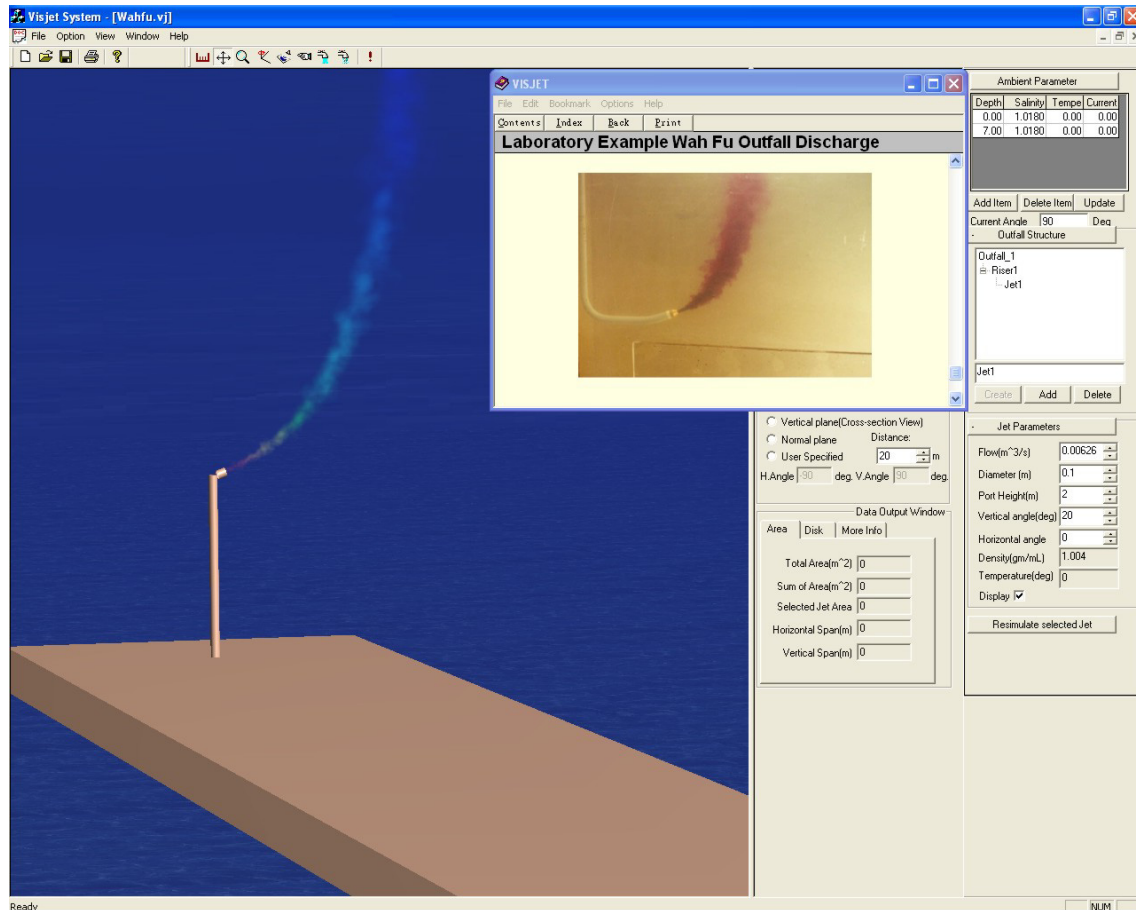 Visjet System - [Wahfu.vj]
File Option View Window Help
VISJET
File Edit Bookmark Options Help
Contents Index Back Print
Laboratory Example Wah Fu Outfall Discharge
Ambient Parameter
Depth Salinity Tempe Current
0.00 1.0180 0.00 0.00
7.00 1.0180 0.00 0.00
Add Item Delete Item Update
Current Angle 90 Deg
- Outfall Structure
Outfall_1
Riser1
Jet1
Jet1
Create Add Delete
Vertical plane(Cross-section View)
Normal plane Distance:
User Specified 20 m
H.Angle -90 deg. V.Angle 90 deg.
Data Output Window
Area Disk More Info
Total Area(m^2) 0
Sum of Area(m^2) 0
Selected Jet Area 0
Horizontal Span(m) 0
Vertical Span(m) 0
- Jet Parameters
Flow(m^3/s) 0.00626
Diameter (m) 0.1
Port Height(m) 2
Vertical angle(deg) 20
Horizontal angle 0
Density(gm/mL) 1.004
Temperature(deg) 0
Display
Resimulate selected Jet
Ready NUM